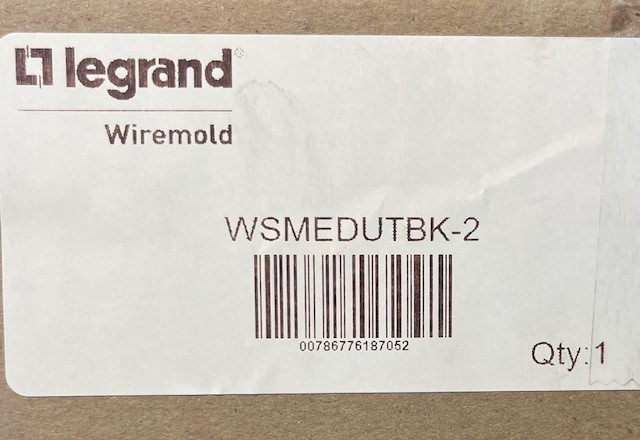 legrand®
Wiremold
WSMEDUTBK-2
00786776187052
Qty:1